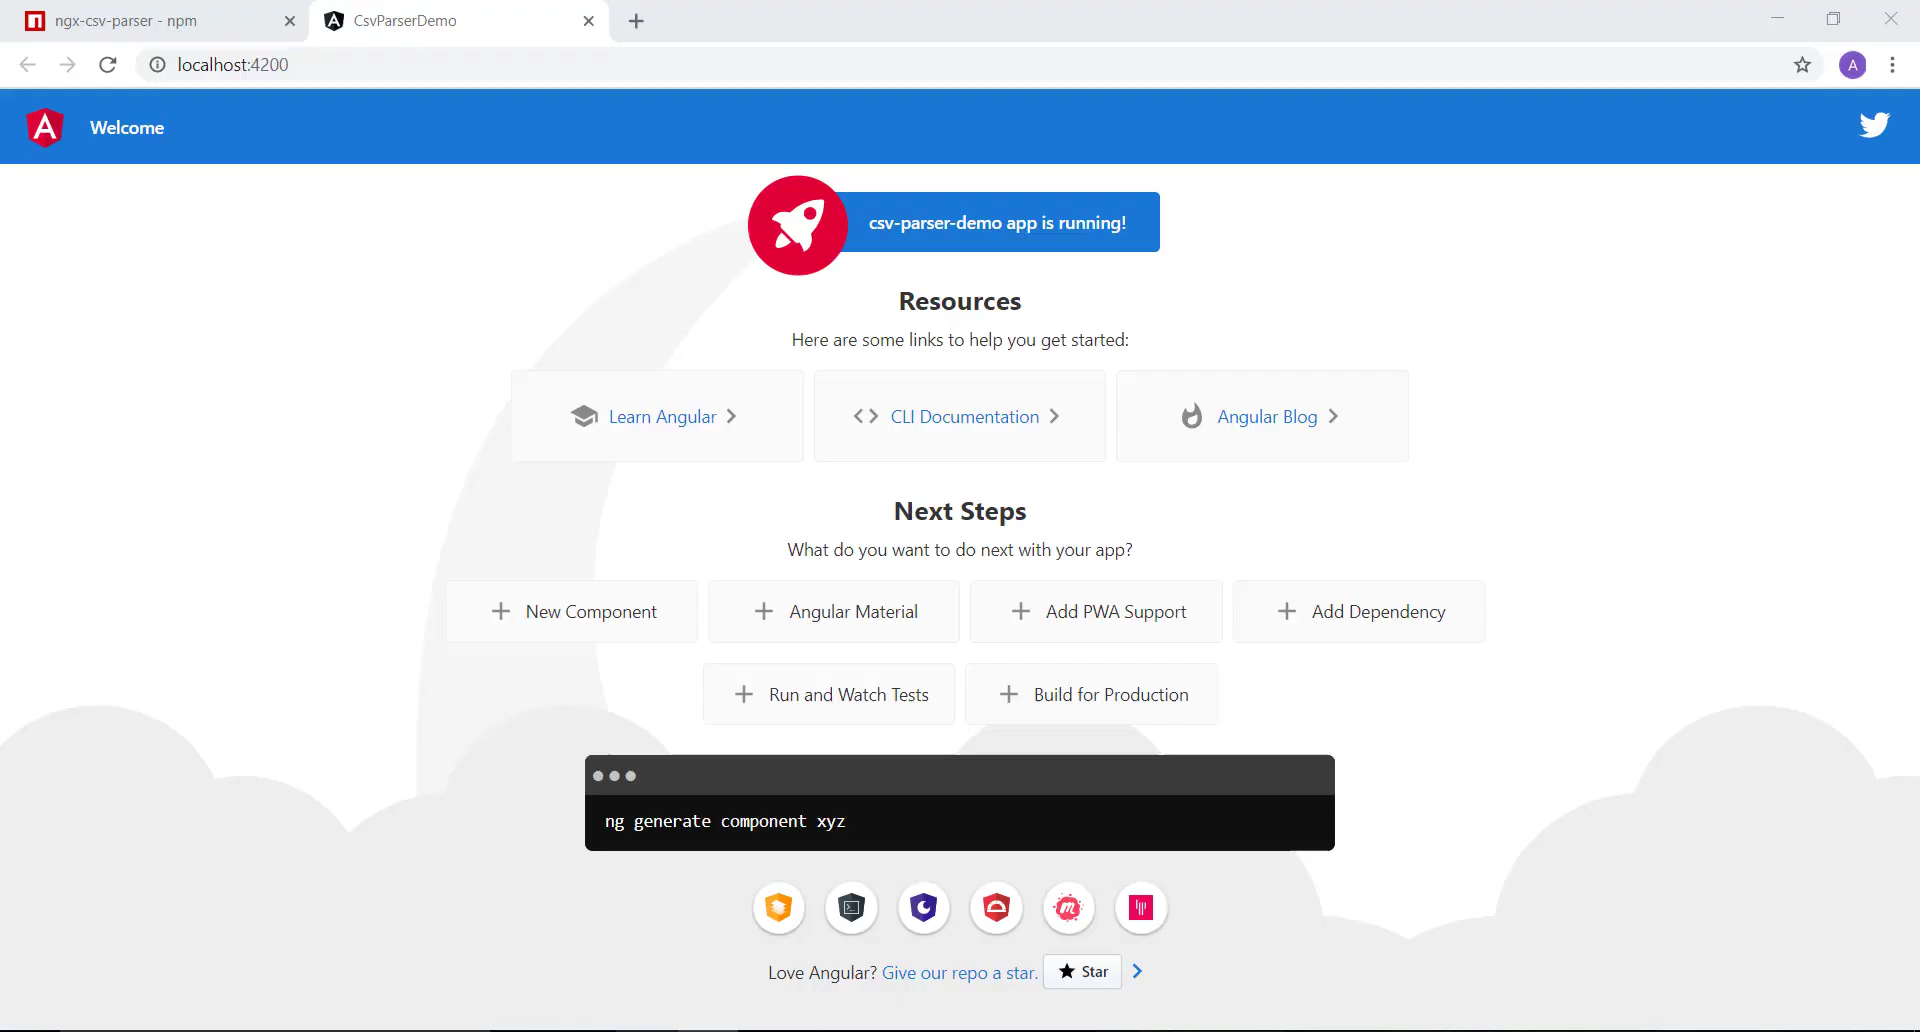 ngx-csv-parser - npm
CsvParserDemo
localhost:4200
A
Welcome
csv-parser-demo app is running!
Resources
Here are some links to help you get started:
Learn Angular
CLI Documentation
Angular Blog
Next Steps
What do you want to do next with your app?
New Component
Angular Material
Add PWA Support
Add Dependency
Run and Watch Tests
Build for Production
ng generate component xyz
Love Angular? Give our repo a star. Star